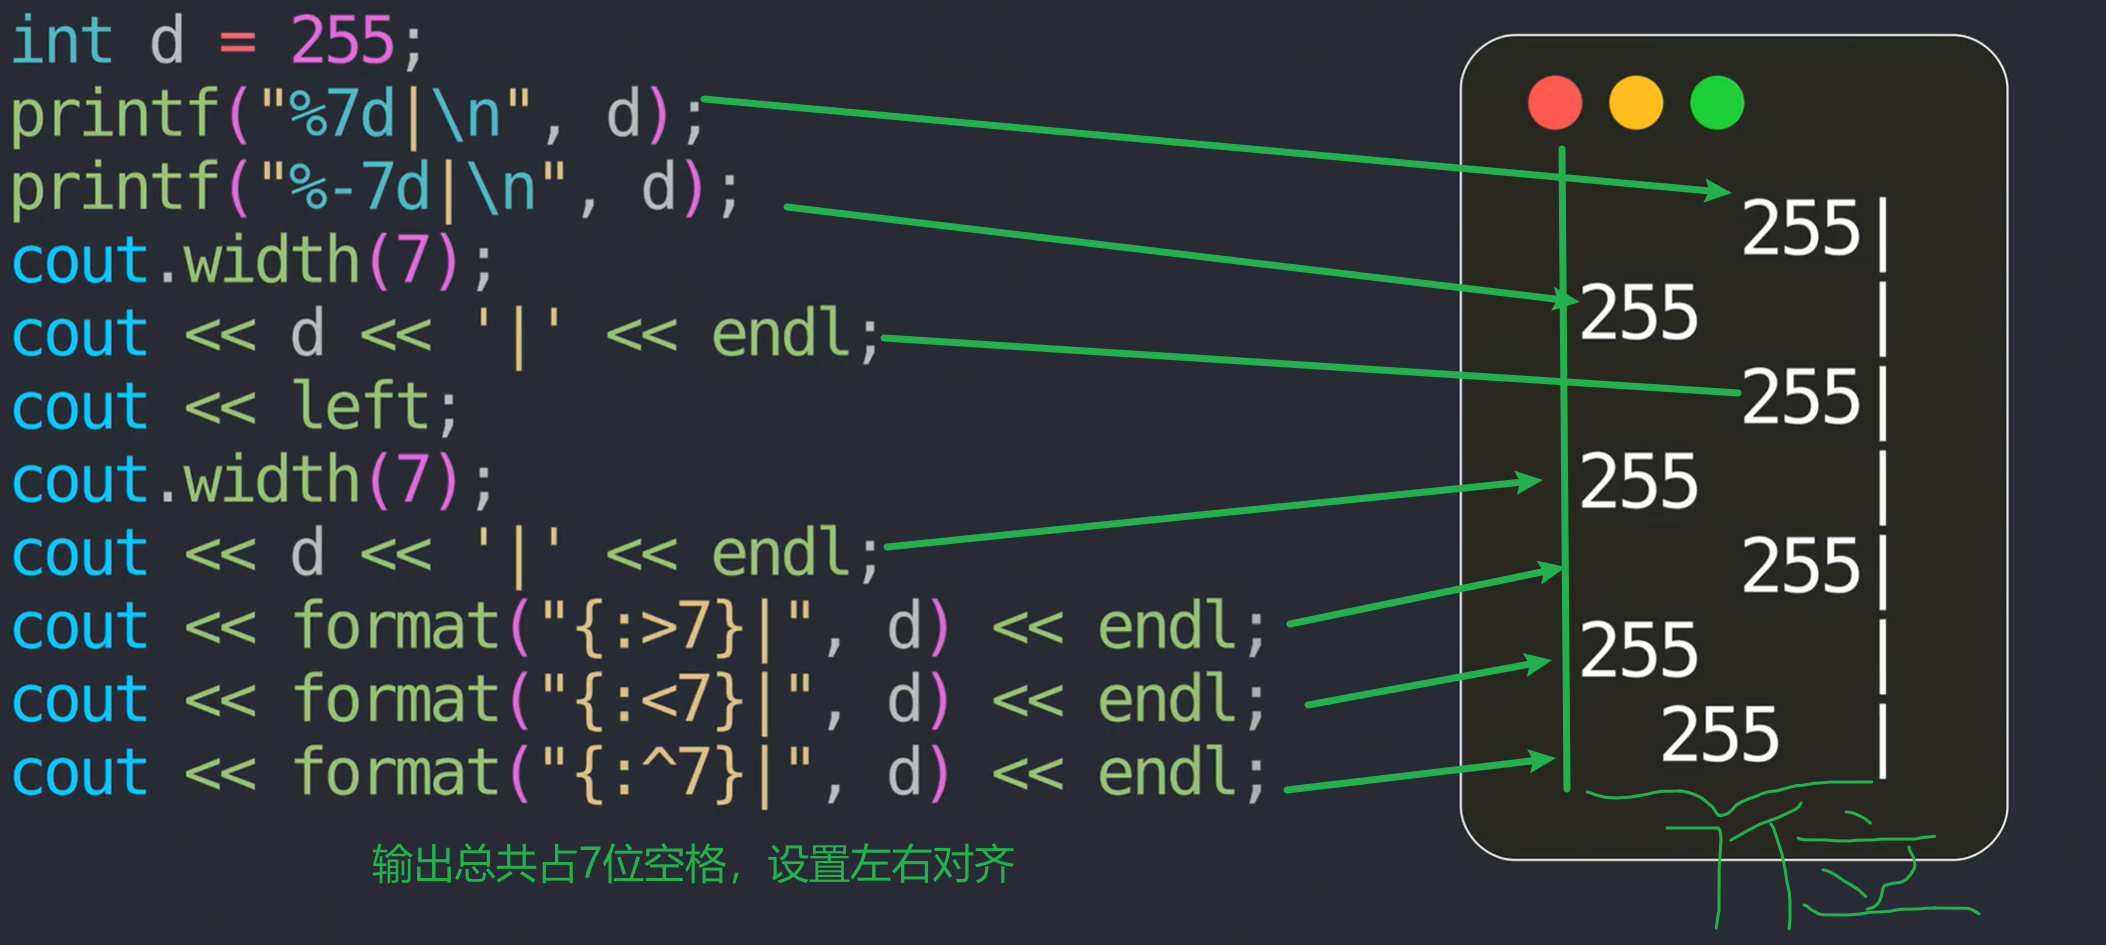 int d = 255;
printf("%7d|\n", d);
printf("%-7d|\n", d);
cout.width(7);
cout << d << '|' << endl;
cout << left;
cout.width(7);
cout << d << '|' << endl;
cout << format("{:>7}|", d) << endl;
cout << format("{:<7}|", d) << endl;
cout << format("{:^7}|", d) << endl;
输出总共占7位空格，设置左右对齐
    255|
255    |
    255|
255    |
    255|
255    |
  255  |